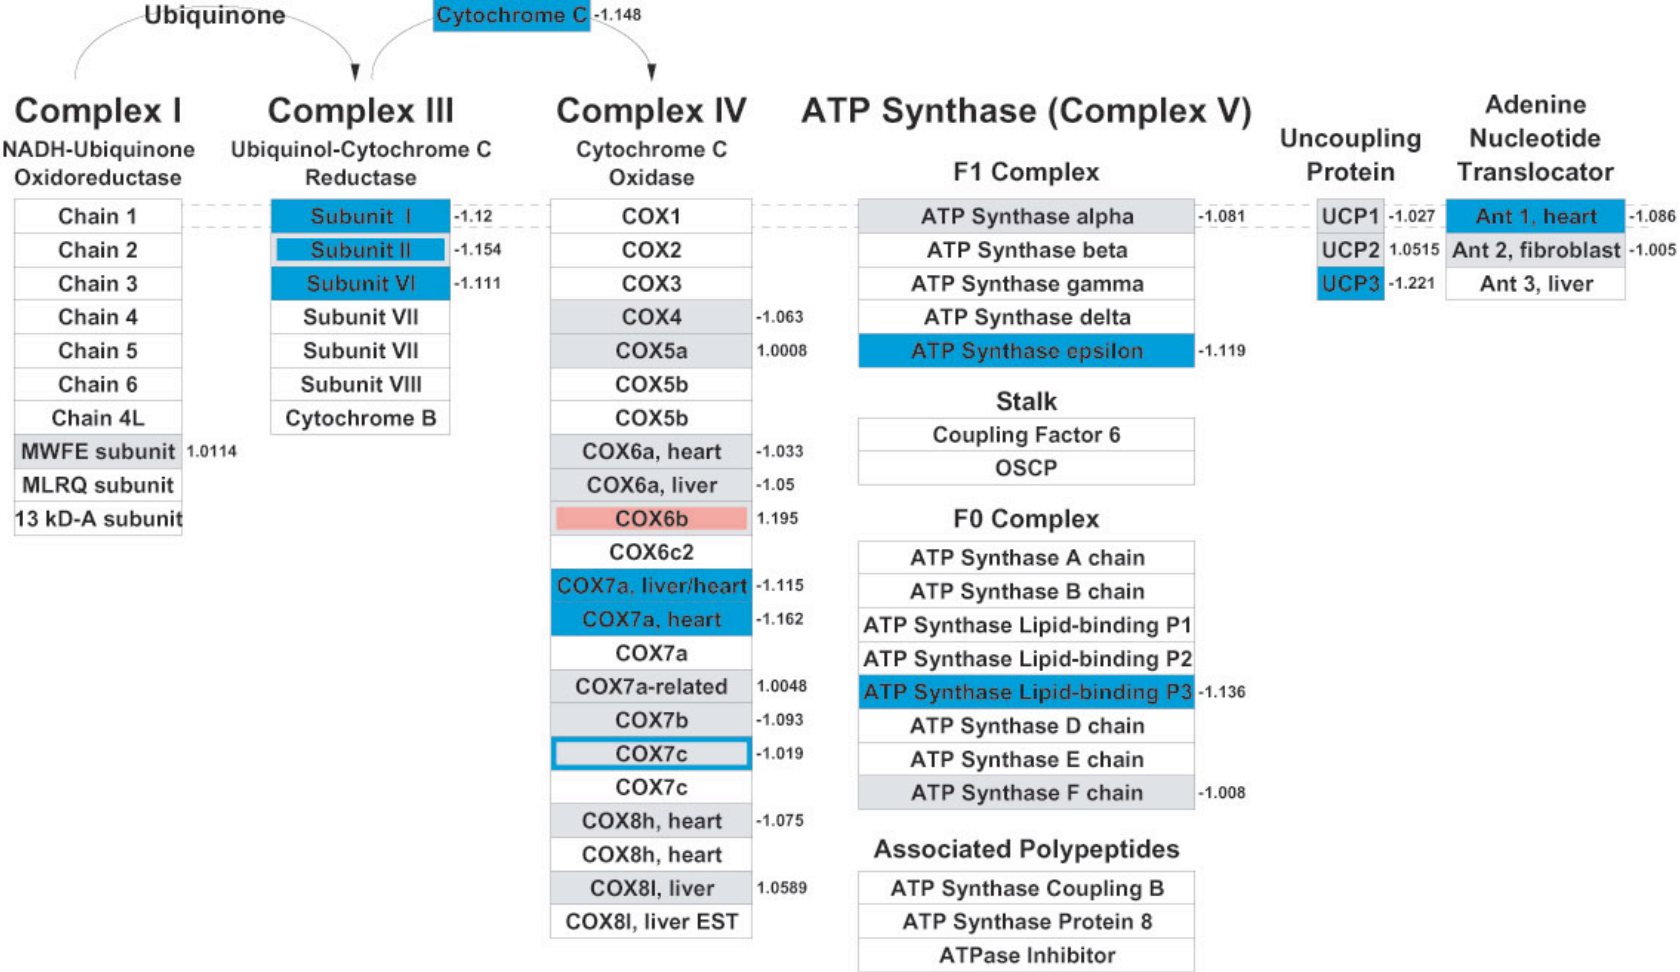 Ubiquinone
Cytochrome C -1.148
Complex I
NADH-Ubiquinone
Oxidoreductase
Chain 1
Chain 2
Chain 3
Chain 4
Chain 5
Chain 6
Chain 4L
MWFE subunit 1.0114
MLRQ subunit
13 kD-A subunit
Complex III
Ubiquinol-Cytochrome C
Reductase
Subunit I -1.12
Subunit II -1.154
Subunit VI -1.111
Subunit VII
Subunit VII
Subunit VIII
Cytochrome B
Complex IV
Cytochrome C
Oxidase
COX1
COX2
COX3
COX4 -1.063
COX5a 1.0008
COX5b
COX5b
COX6a, heart -1.033
COX6a, liver -1.05
COX6b 1.195
COX6c2
COX7a, liver/heart -1.115
COX7a, heart -1.162
COX7a
COX7a-related 1.0048
COX7b -1.093
COX7c -1.019
COX7c
COX8h, heart -1.075
COX8h, heart
COX8l, liver 1.0589
COX8l, liver EST
ATP Synthase (Complex V)
F1 Complex
ATP Synthase alpha -1.081
ATP Synthase beta
ATP Synthase gamma
ATP Synthase delta
ATP Synthase epsilon -1.119
Stalk
Coupling Factor 6
OSCP
F0 Complex
ATP Synthase A chain
ATP Synthase B chain
ATP Synthase Lipid-binding P1
ATP Synthase Lipid-binding P2
ATP Synthase Lipid-binding P3 -1.136
ATP Synthase D chain
ATP Synthase E chain
ATP Synthase F chain -1.008
Associated Polypeptides
ATP Synthase Coupling B
ATP Synthase Protein 8
ATPase Inhibitor
Uncoupling
Protein
UCP1 -1.027
UCP2 1.0515
UCP3 -1.221
Adenine
Nucleotide
Translocator
Ant 1, heart -1.086
Ant 2, fibroblast -1.005
Ant 3, liver